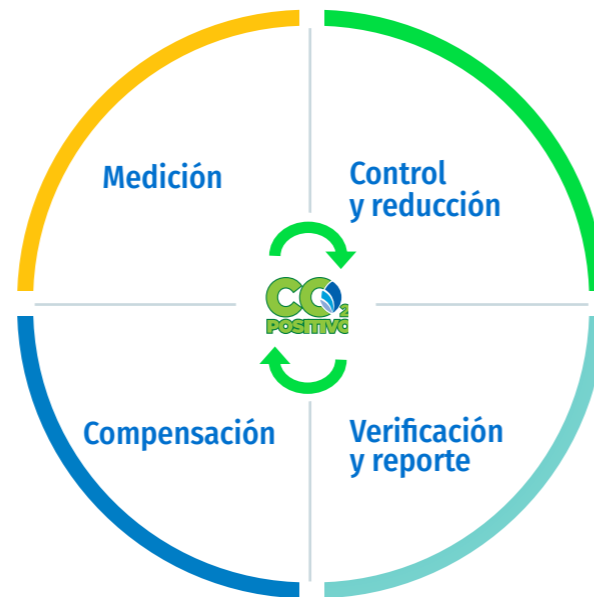 Medición
Control
y reducción
CO2
POSITIVO
Compensación
Verificación
y reporte